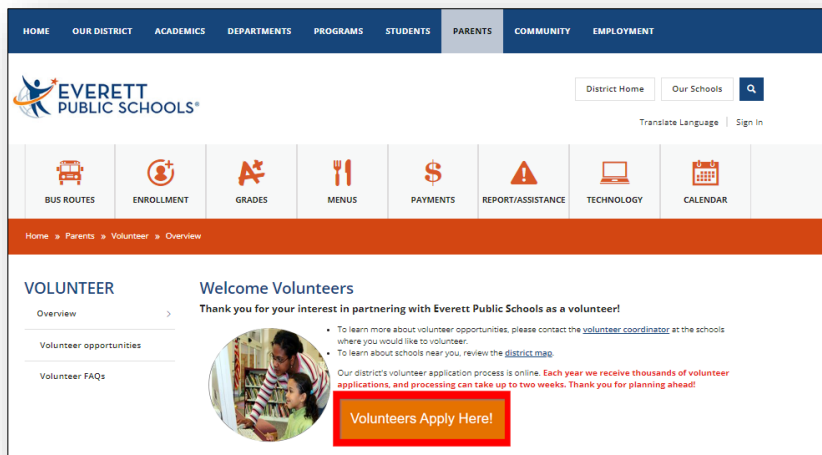 HOME OUR DISTRICT ACADEMICS DEPARTMENTS PROGRAMS STUDENTS PARENTS COMMUNITY EMPLOYMENT
EVERETT
PUBLIC SCHOOLS®
District Home Our Schools
Translate Language | Sign In
BUS ROUTES ENROLLMENT GRADES MENUS PAYMENTS REPORT/ASSISTANCE TECHNOLOGY CALENDAR
Home » Parents » Volunteer » Overview
VOLUNTEER
Overview >
Volunteer opportunities
Volunteer FAQs
Welcome Volunteers
Thank you for your interest in partnering with Everett Public Schools as a volunteer!
• To learn more about volunteer opportunities, please contact the volunteer coordinator at the schools
where you would like to volunteer.
• To learn about schools near you, review the district map.
Our district's volunteer application process is online. Each year we receive thousands of volunteer
applications, and processing can take up to two weeks. Thank you for planning ahead!
Volunteers Apply Here!